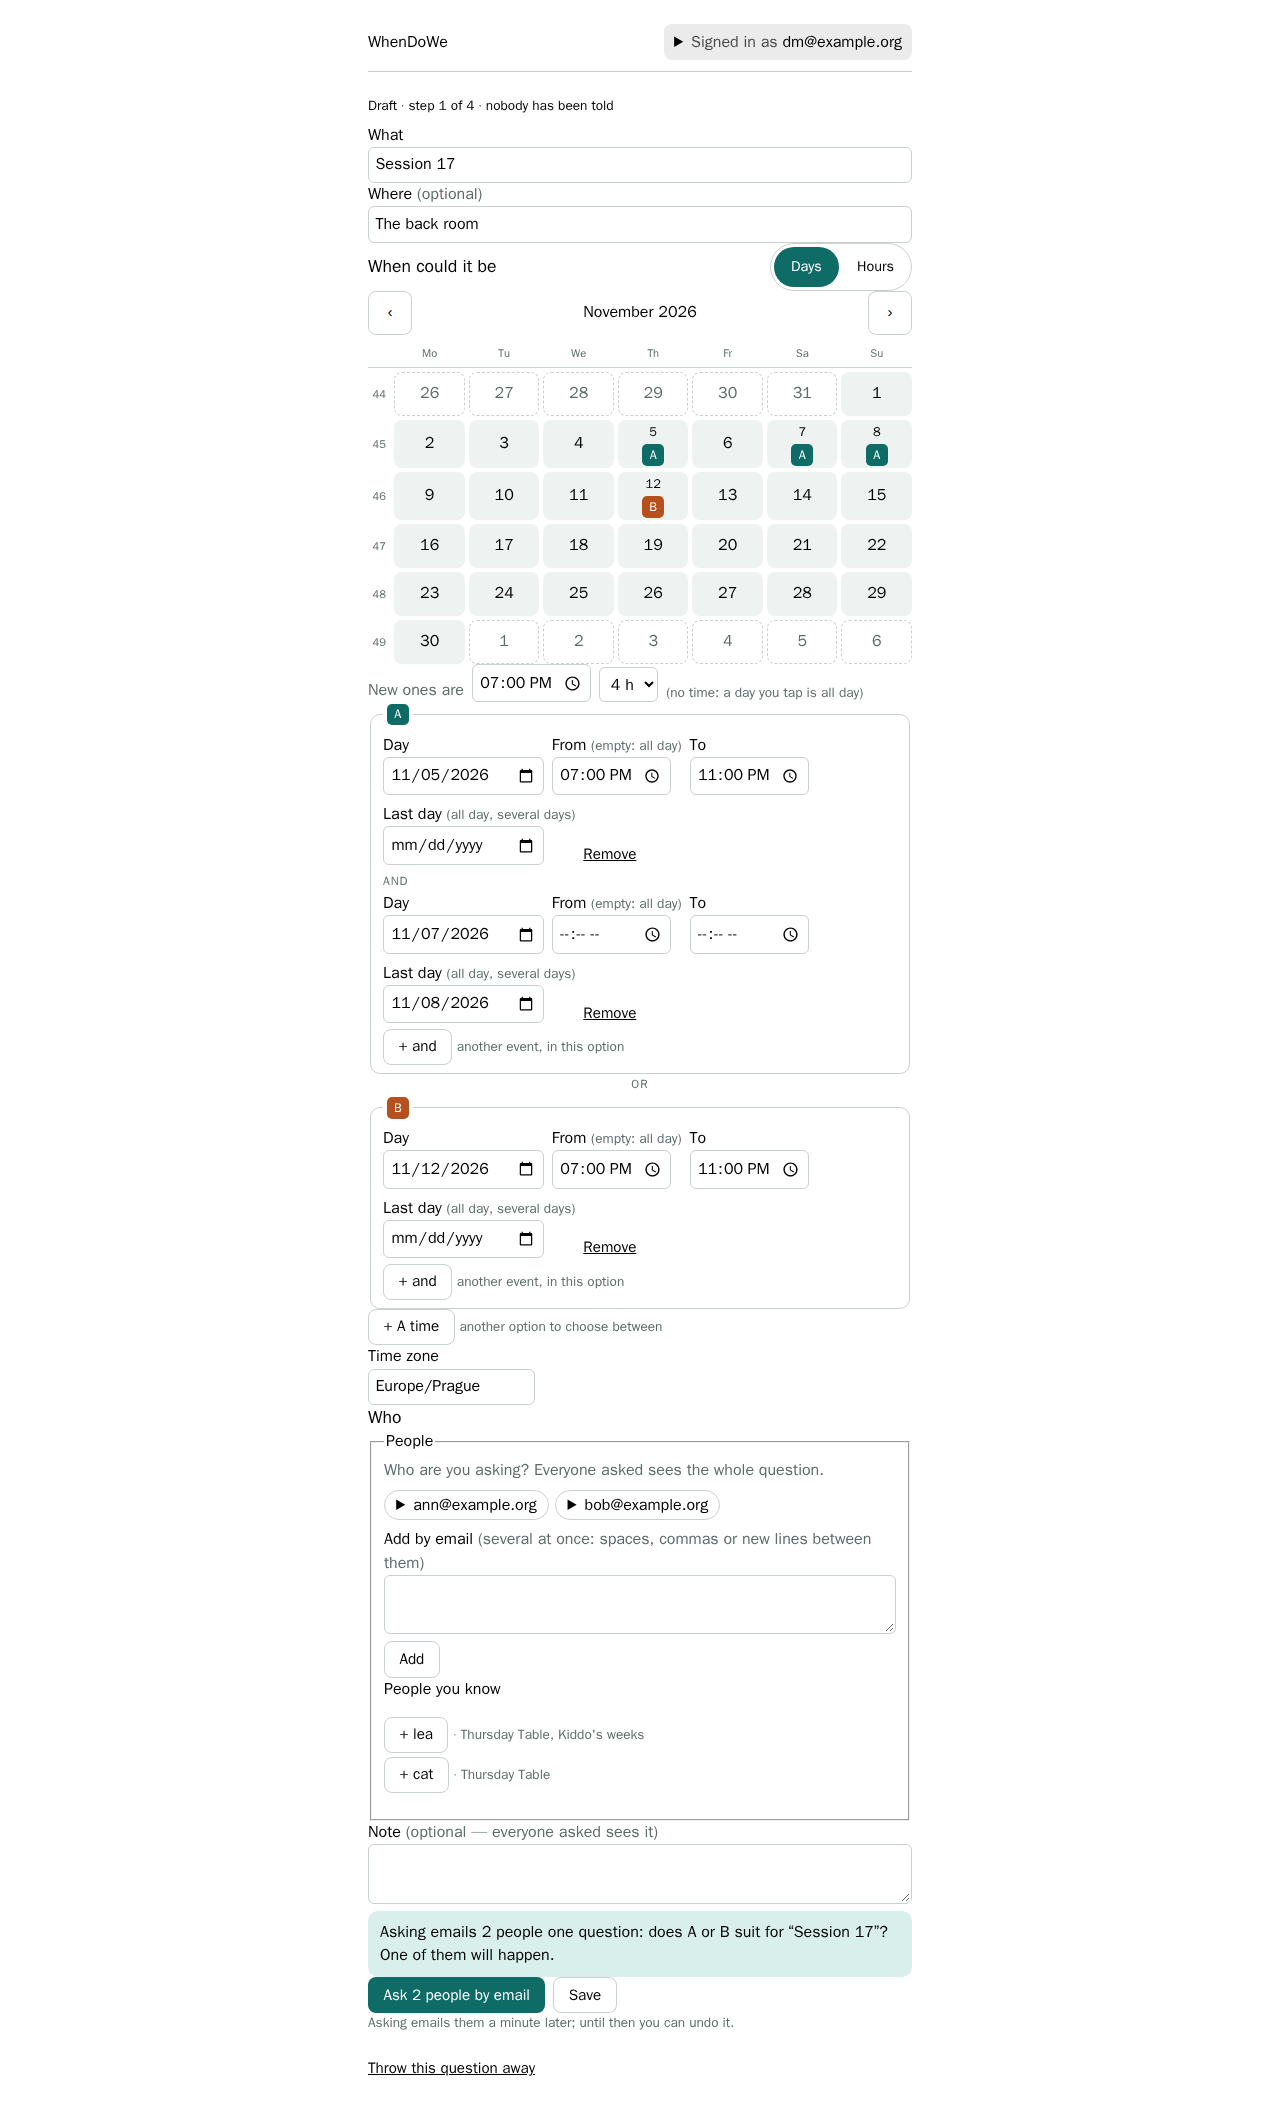 WhenDoWe
▶ Signed in as dm@example.org
Draft · step 1 of 4 · nobody has been told
What
Session 17
Where (optional)
The back room
When could it be
Days Hours
‹ November 2026 ›
Mo Tu We Th Fr Sa Su
44 26 27 28 29 30 31 1
45 2 3 4 5 A 6 7 A 8 A
46 9 10 11 12 B 13 14 15
47 16 17 18 19 20 21 22
48 23 24 25 26 27 28 29
49 30 1 2 3 4 5 6
New ones are 07:00 PM 4 h (no time: a day you tap is all day)
A
Day From (empty: all day) To
11/05/2026 07:00 PM 11:00 PM
Last day (all day, several days)
mm/dd/yyyy Remove
AND
Day From (empty: all day) To
11/07/2026 --:-- -- --:-- --
Last day (all day, several days)
11/08/2026 Remove
+ and another event, in this option
OR
B
Day From (empty: all day) To
11/12/2026 07:00 PM 11:00 PM
Last day (all day, several days)
mm/dd/yyyy Remove
+ and another event, in this option
+ A time another option to choose between
Time zone
Europe/Prague
Who
People
Who are you asking? Everyone asked sees the whole question.
▶ ann@example.org ▶ bob@example.org
Add by email (several at once: spaces, commas or new lines between
them)
Add
People you know
+ lea · Thursday Table, Kiddo's weeks
+ cat · Thursday Table
Note (optional — everyone asked sees it)
Asking emails 2 people one question: does A or B suit for “Session 17”?
One of them will happen.
Ask 2 people by email Save
Asking emails them a minute later; until then you can undo it.
Throw this question away